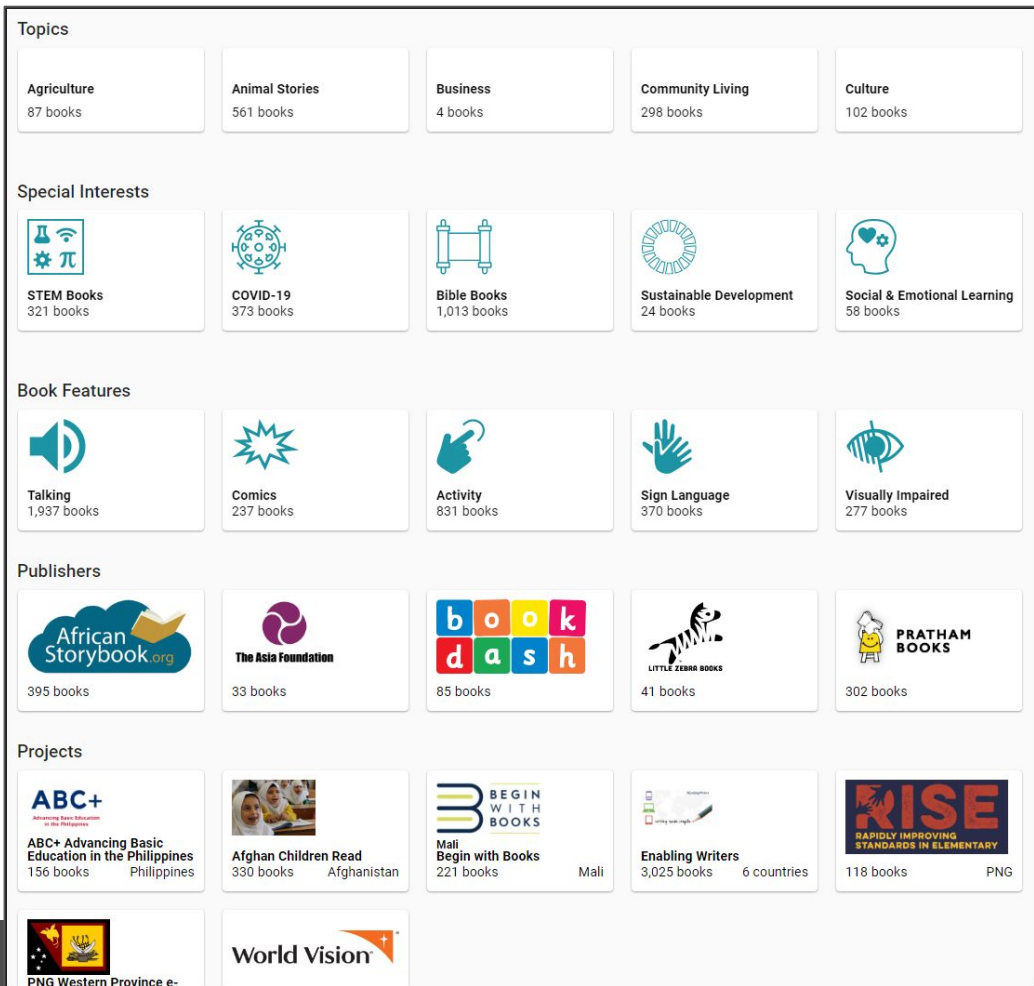 Topics
Agriculture
87 books
Animal Stories
561 books
Business
4 books
Community Living
298 books
Culture
102 books
Special Interests
STEM Books
321 books
COVID-19
373 books
Bible Books
1,013 books
Sustainable Development
24 books
Social & Emotional Learning
58 books
Book Features
Talking
1,937 books
Comics
237 books
Activity
831 books
Sign Language
370 books
Visually Impaired
277 books
Publishers
African
Storybook.org
395 books
The Asia Foundation
33 books
book
dash
85 books
LITTLE ZEBRA BOOKS
41 books
PRATHAM
BOOKS
302 books
Projects
ABC+
Advancing Basic Education
in the Philippines
ABC+ Advancing Basic
Education in the Philippines
156 books Philippines
Afghan Children Read
330 books Afghanistan
BEGIN
WITH
BOOKS
Mali
Begin with Books
221 books Mali
Enabling Writers
3,025 books 6 countries
RISE
RAPIDLY IMPROVING
STANDARDS IN ELEMENTARY
118 books PNG
PNG Western Province e-
World Vision